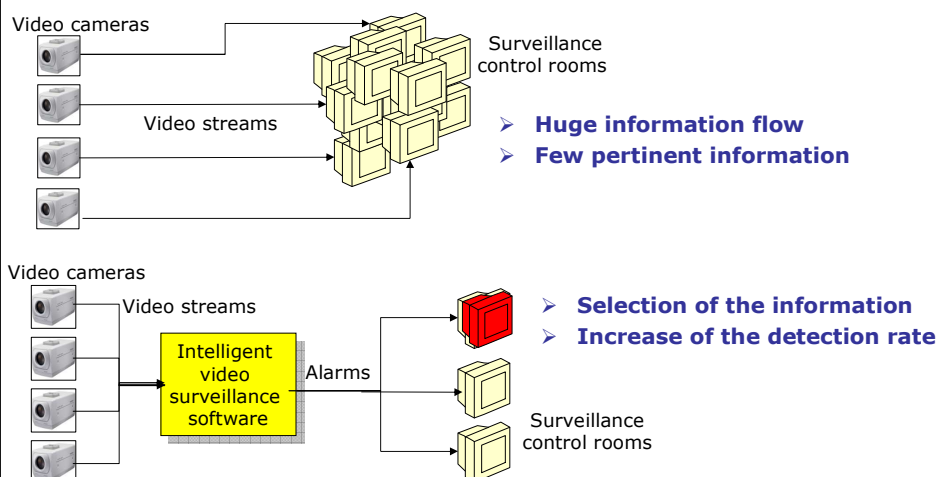 Video cameras
Surveillance
control rooms
Video streams
➢ Huge information flow
➢ Few pertinent information
Video cameras
Video streams
➢ Selection of the information
➢ Increase of the detection rate
Intelligent
video
surveillance
software
Alarms
Surveillance
control rooms